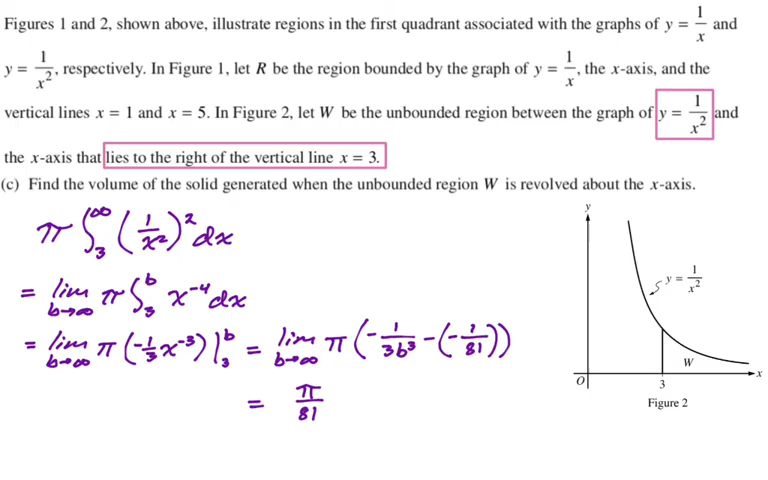 Figures 1 and 2, shown above, illustrate regions in the first quadrant associated with the graphs of y = 1/x and
y = 1/x², respectively. In Figure 1, let R be the region bounded by the graph of y = 1/x, the x-axis, and the
vertical lines x = 1 and x = 5. In Figure 2, let W be the unbounded region between the graph of y = 1/x² and
the x-axis that lies to the right of the vertical line x = 3.
(c) Find the volume of the solid generated when the unbounded region W is revolved about the x-axis.
π ∫₃^∞ (1/x²)² dx
= lim b→∞ π ∫₃^b x⁻⁴ dx
= lim b→∞ π (-1/3 x⁻³) |₃^b = lim b→∞ π (-1/(3b³) - (-1/81))
= π/81
y
y = 1/x²
W
O
3
x
Figure 2